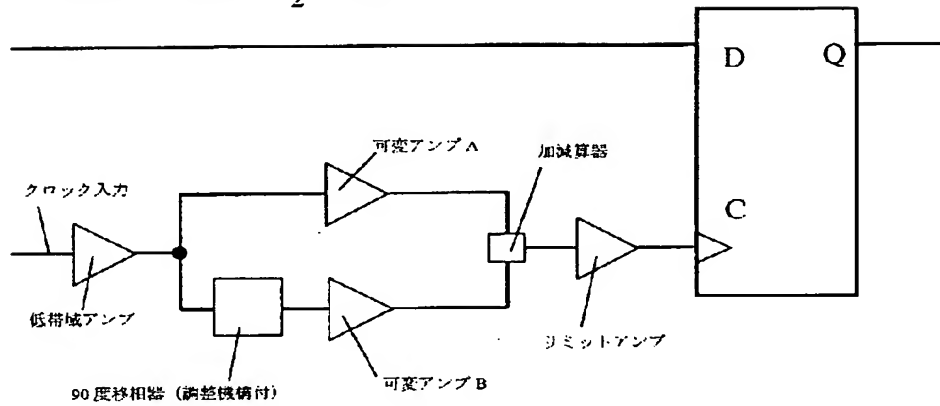 2
D Q
可変アンプ A
加減算器
クロック入力
C
低帯域アンプ
リミットアンプ
可変アンプ B
90度移相器（調整機構付）